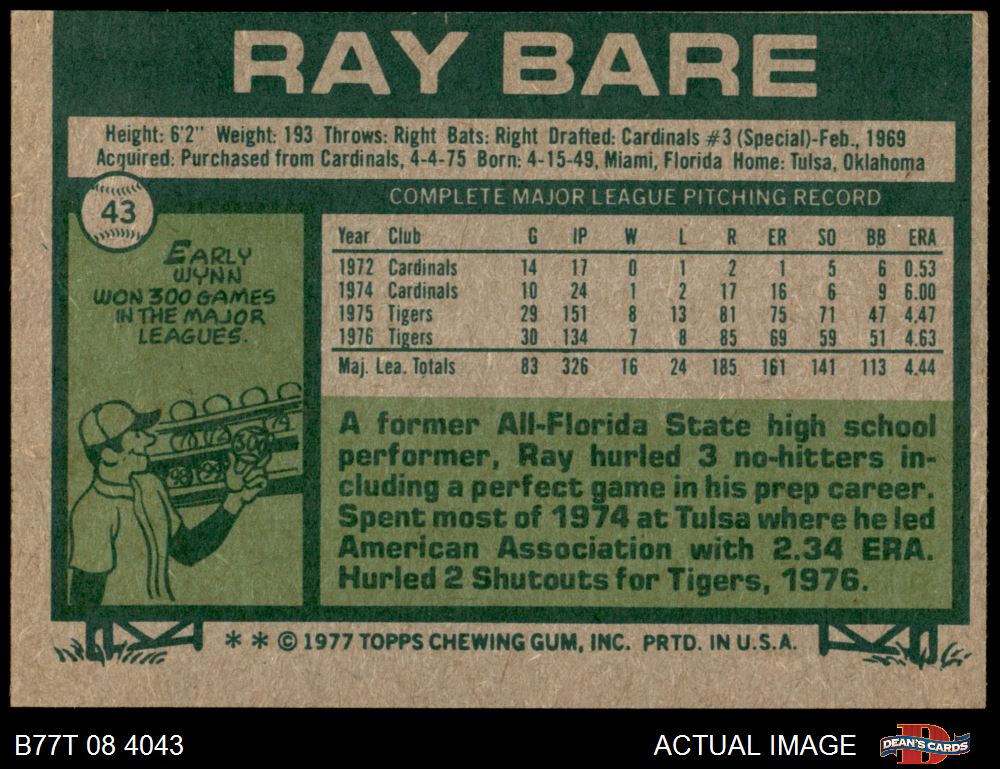 RAY BARE
Height: 6'2" Weight: 193 Throws: Right Bats: Right Drafted: Cardinals #3 (Special)-Feb., 1969
Acquired: Purchased from Cardinals, 4-4-75 Born: 4-15-49, Miami, Florida Home: Tulsa, Oklahoma
43
EARLY
WYNN
WON 300 GAMES
IN THE MAJOR
LEAGUES.
COMPLETE MAJOR LEAGUE PITCHING RECORD
Year Club G IP W L R ER SO BB ERA
1972 Cardinals 14 17 0 1 2 1 5 6 0.53
1974 Cardinals 10 24 1 2 17 16 6 9 6.00
1975 Tigers 29 151 8 13 81 75 71 47 4.47
1976 Tigers 30 134 7 8 85 69 59 51 4.63
Maj. Lea. Totals 83 326 16 24 185 161 141 113 4.44
A former All-Florida State high school
performer, Ray hurled 3 no-hitters in-
cluding a perfect game in his prep career.
Spent most of 1974 at Tulsa where he led
American Association with 2.34 ERA.
Hurled 2 Shutouts for Tigers, 1976.
* * © 1977 TOPPS CHEWING GUM, INC. PRTD. IN U.S.A.
B77T 08 4043
ACTUAL IMAGE
B
DEAN'S CARDS